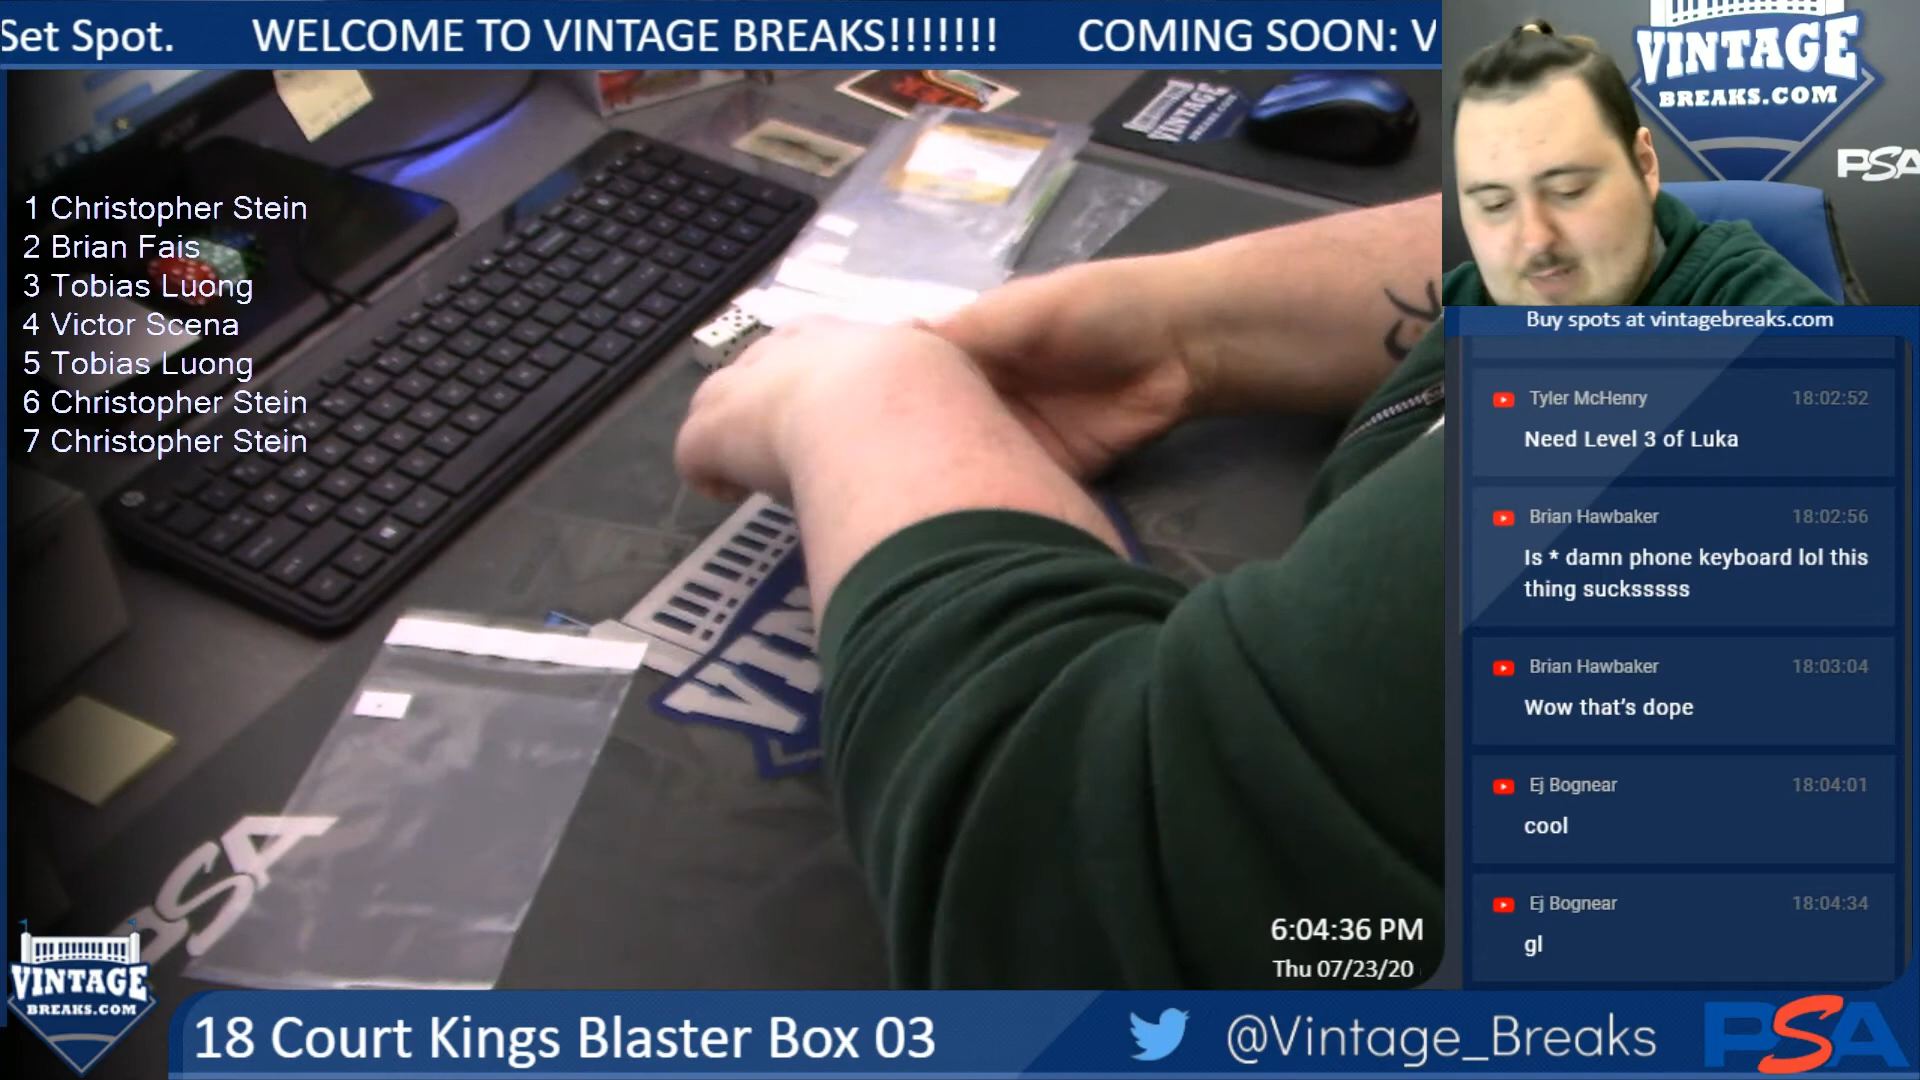 Set Spot. WELCOME TO VINTAGE BREAKS!!!!!!! COMING SOON: V
VINTAGE
BREAKS.COM
PSA
VINTAGE
1 Christopher Stein
2 Brian Fais
3 Tobias Luong
4 Victor Scena
5 Tobias Luong
6 Christopher Stein
7 Christopher Stein
Buy spots at vintagebreaks.com
Tyler McHenry 18:02:52
Need Level 3 of Luka
Brian Hawbaker 18:02:56
Is * damn phone keyboard lol this
thing sucksssss
Brian Hawbaker 18:03:04
Wow that's dope
Ej Bognear 18:04:01
cool
Ej Bognear 18:04:34
gl
VIN
PSA
6:04:36 PM
Thu 07/23/20
VINTAGE
BREAKS.COM
18 Court Kings Blaster Box 03
@Vintage_Breaks
PSA